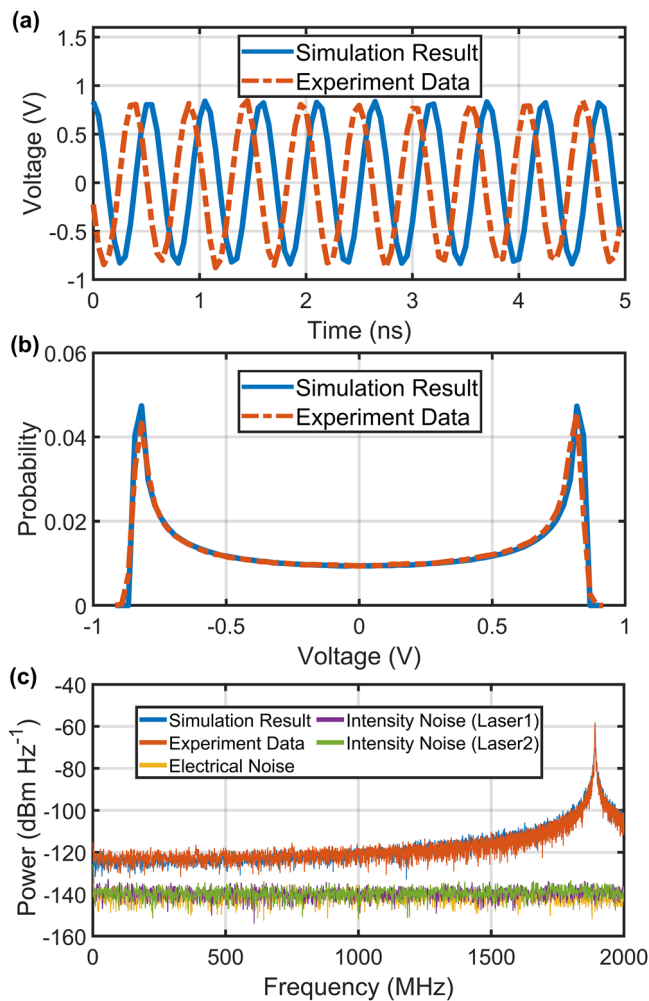 (a)
1.5
1
0.5
0
-0.5
-1
Voltage (V)
Simulation Result
Experiment Data
0 1 2 3 4 5
Time (ns)
(b)
0.06
0.04
0.02
0
Probability
Simulation Result
Experiment Data
-1 -0.5 0 0.5 1
Voltage (V)
(c)
-40
-60
-80
-100
-120
-140
-160
Power (dBm Hz⁻¹)
Simulation Result Intensity Noise (Laser1)
Experiment Data Intensity Noise (Laser2)
Electrical Noise
0 500 1000 1500 2000
Frequency (MHz)